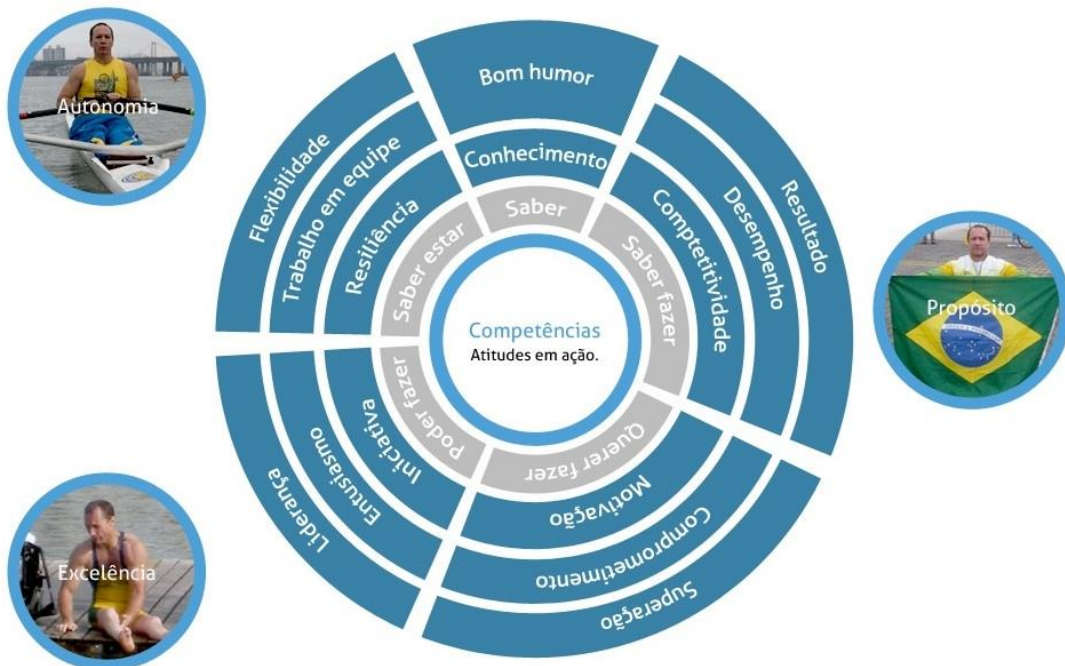 Autonomia
Propósito
Excelência
Competências
Atitudes em ação.
Saber
Conhecimento
Bom humor
Saber fazer
Comptetitividade
Desempenho
Resultado
Querer fazer
Motivação
Comprometimento
Superação
Poder fazer
Iniciativa
Entusiasmo
Liderança
Saber estar
Resiliência
Trabalho em equipe
Flexibilidade